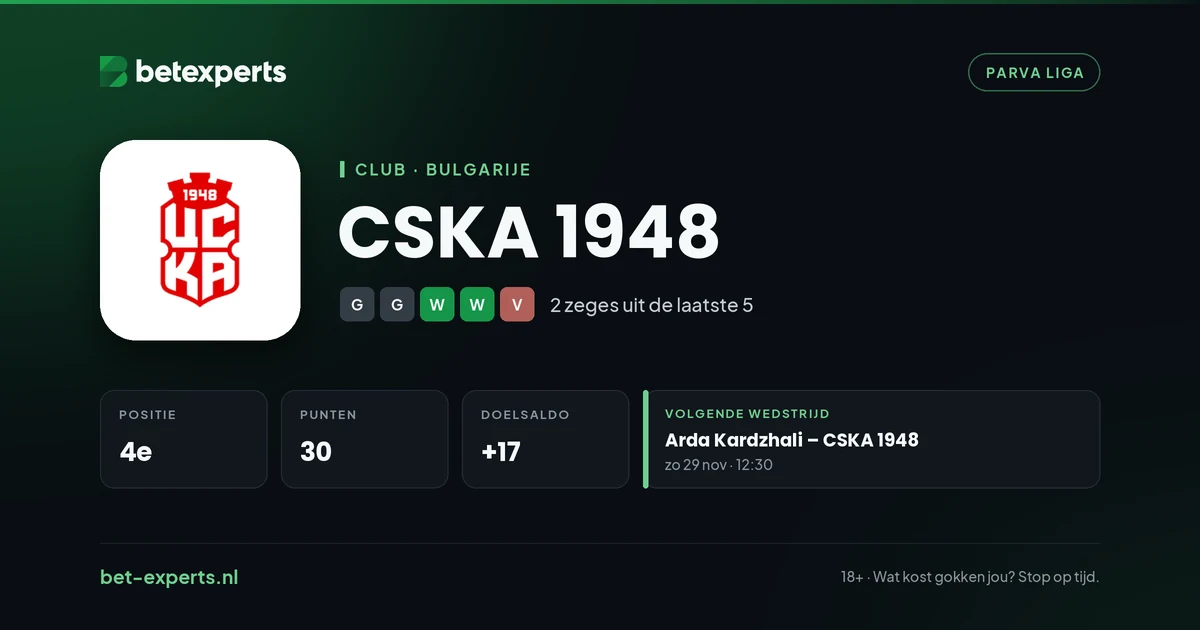 betexperts
PARVA LIGA
1948
ЦС
КА
CLUB · BULGARIJE
CSKA 1948
G G W W V 2 zeges uit de laatste 5
POSITIE
4e
PUNTEN
30
DOELSALDO
+17
VOLGENDE WEDSTRIJD
Arda Kardzhali – CSKA 1948
zo 29 nov · 12:30
bet-experts.nl
18+ · Wat kost gokken jou? Stop op tijd.